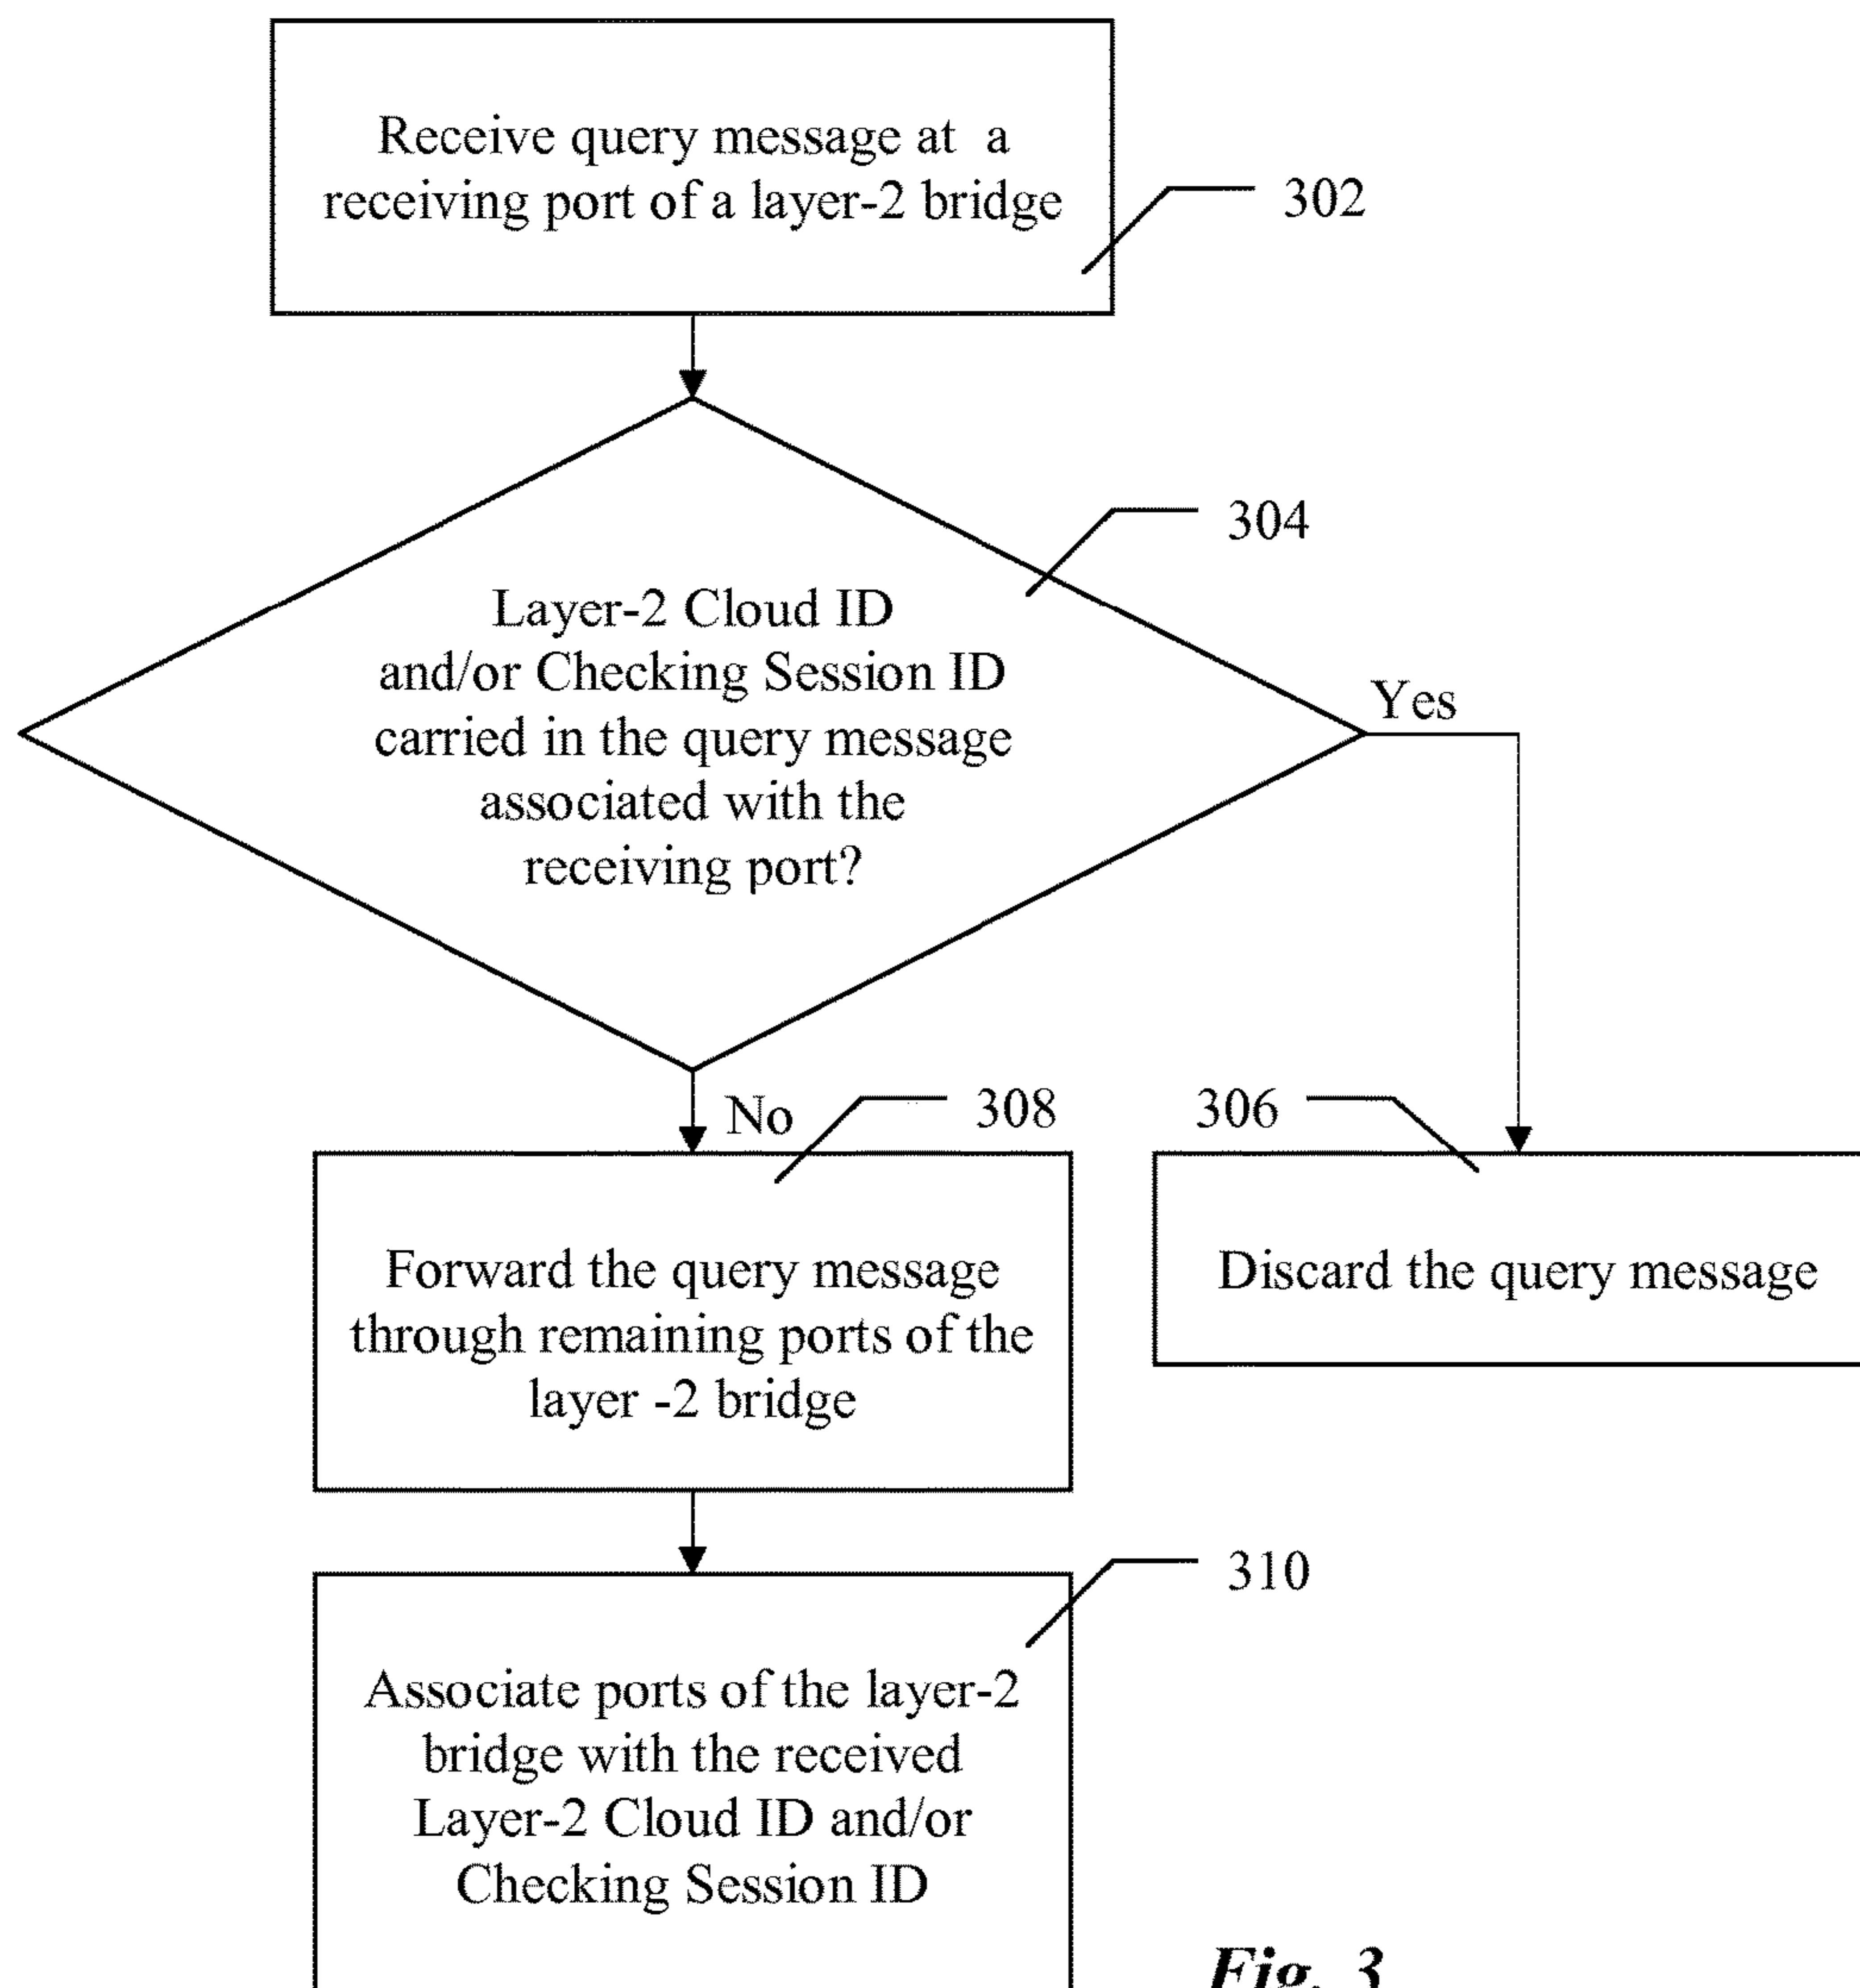 Receive query message at a
receiving port of a layer-2 bridge
302
304
Layer-2 Cloud ID
and/or Checking Session ID
carried in the query message
associated with the
receiving port?
Yes
No
308
306
Forward the query message
through remaining ports of the
layer -2 bridge
Discard the query message
310
Associate ports of the layer-2
bridge with the received
Layer-2 Cloud ID and/or
Checking Session ID
Fig. 3